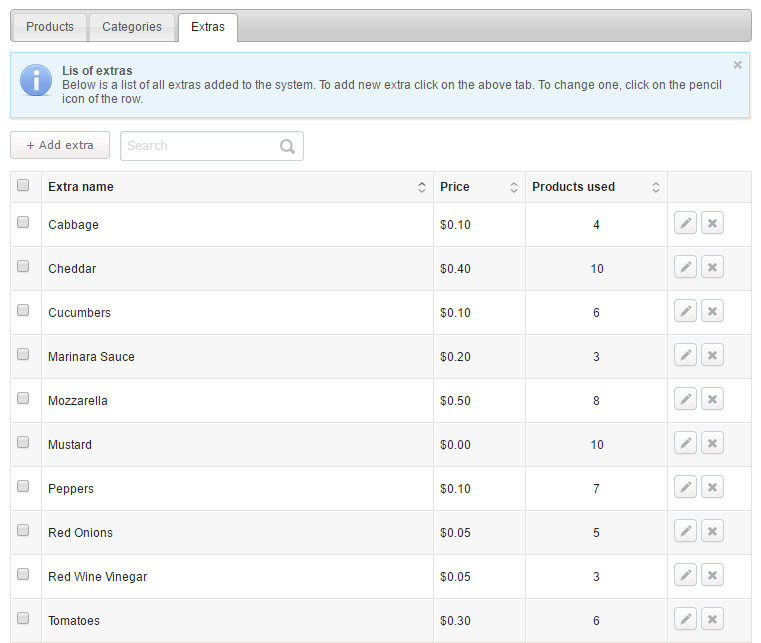 Products Categories Extras
Lis of extras
Below is a list of all extras added to the system. To add new extra click on the above tab. To change one, click on the pencil
icon of the row.
+ Add extra Search
Extra name Price Products used
Cabbage $0.10 4
Cheddar $0.40 10
Cucumbers $0.10 6
Marinara Sauce $0.20 3
Mozzarella $0.50 8
Mustard $0.00 10
Peppers $0.10 7
Red Onions $0.05 5
Red Wine Vinegar $0.05 3
Tomatoes $0.30 6